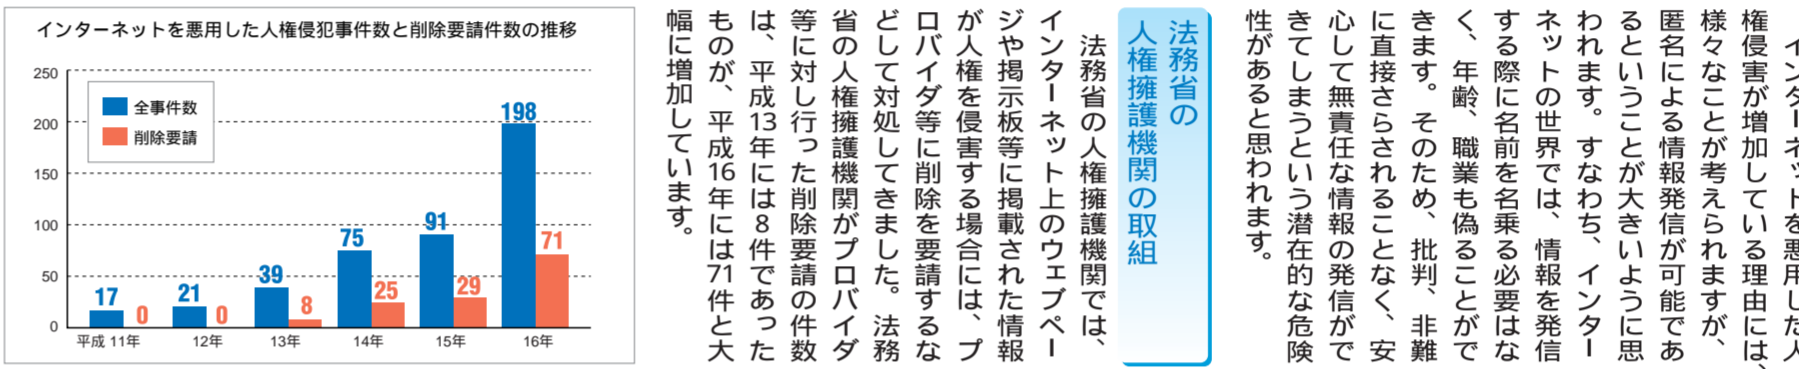 インターネットを悪用した人
権侵害が増加している理由には、
様々なことが考えられますが、
匿名による情報発信が可能であ
るということが大きいように思
われます。すなわち、インター
ネットの世界では、情報を発信
する際に名前を名乗る必要はな
く、年齢、職業も偽ることがで
きます。そのため、批判、非難
に直接さらされることなく、安
心して無責任な情報の発信がで
きてしまうという潜在的な危険
性があると思われます。
法務省の
人権擁護機関の取組
法務省の人権擁護機関では、
インターネット上のウェブペー
ジや掲示板等に掲載された情報
が人権を侵害する場合には、プ
ロバイダ等に削除を要請するな
どして対処してきました。法務
省の人権擁護機関がプロバイダ
等に対し行った削除要請の件数
は、平成13年には8件であった
ものが、平成16年には71件と大
幅に増加しています。
インターネットを悪用した人権侵犯事件数と削除要請件数の推移
250
200
150
100
50
0
全事件数
削除要請
17 0
21 0
39 8
75 25
91 29
198 71
平成 11年 12年 13年 14年 15年 16年